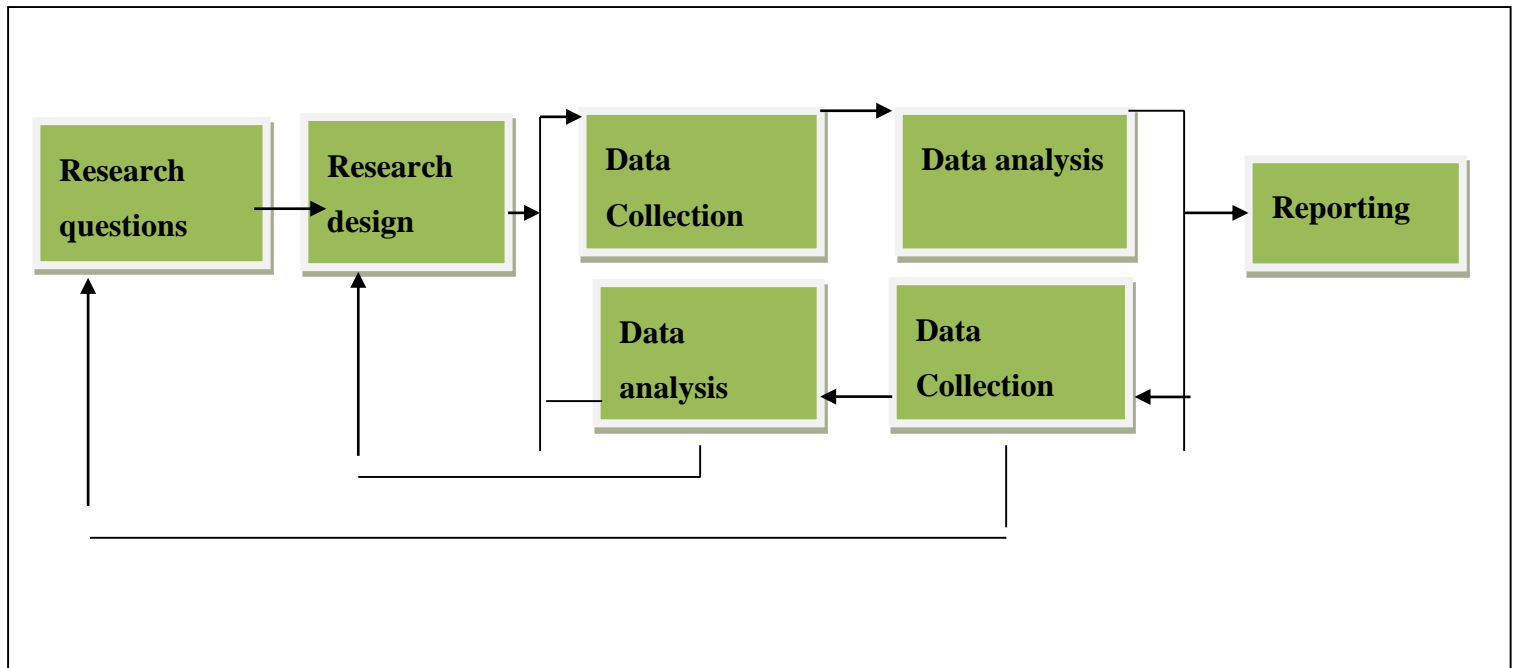 Research
questions
Research
design
Data
Collection
Data analysis
Reporting
Data
analysis
Data
Collection